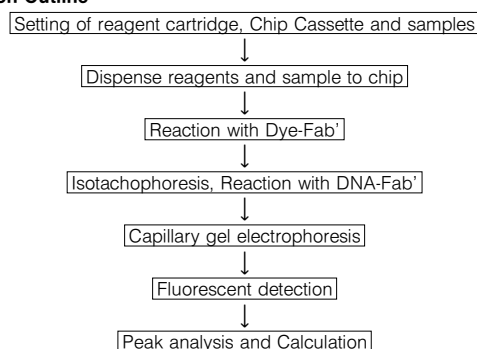 Setting of reagent cartridge, Chip Cassette and samples
Dispense reagents and sample to chip
Reaction with Dye-Fab'
Isotachophoresis, Reaction with DNA-Fab'
Capillary gel electrophoresis
Fluorescent detection
Peak analysis and Calculation